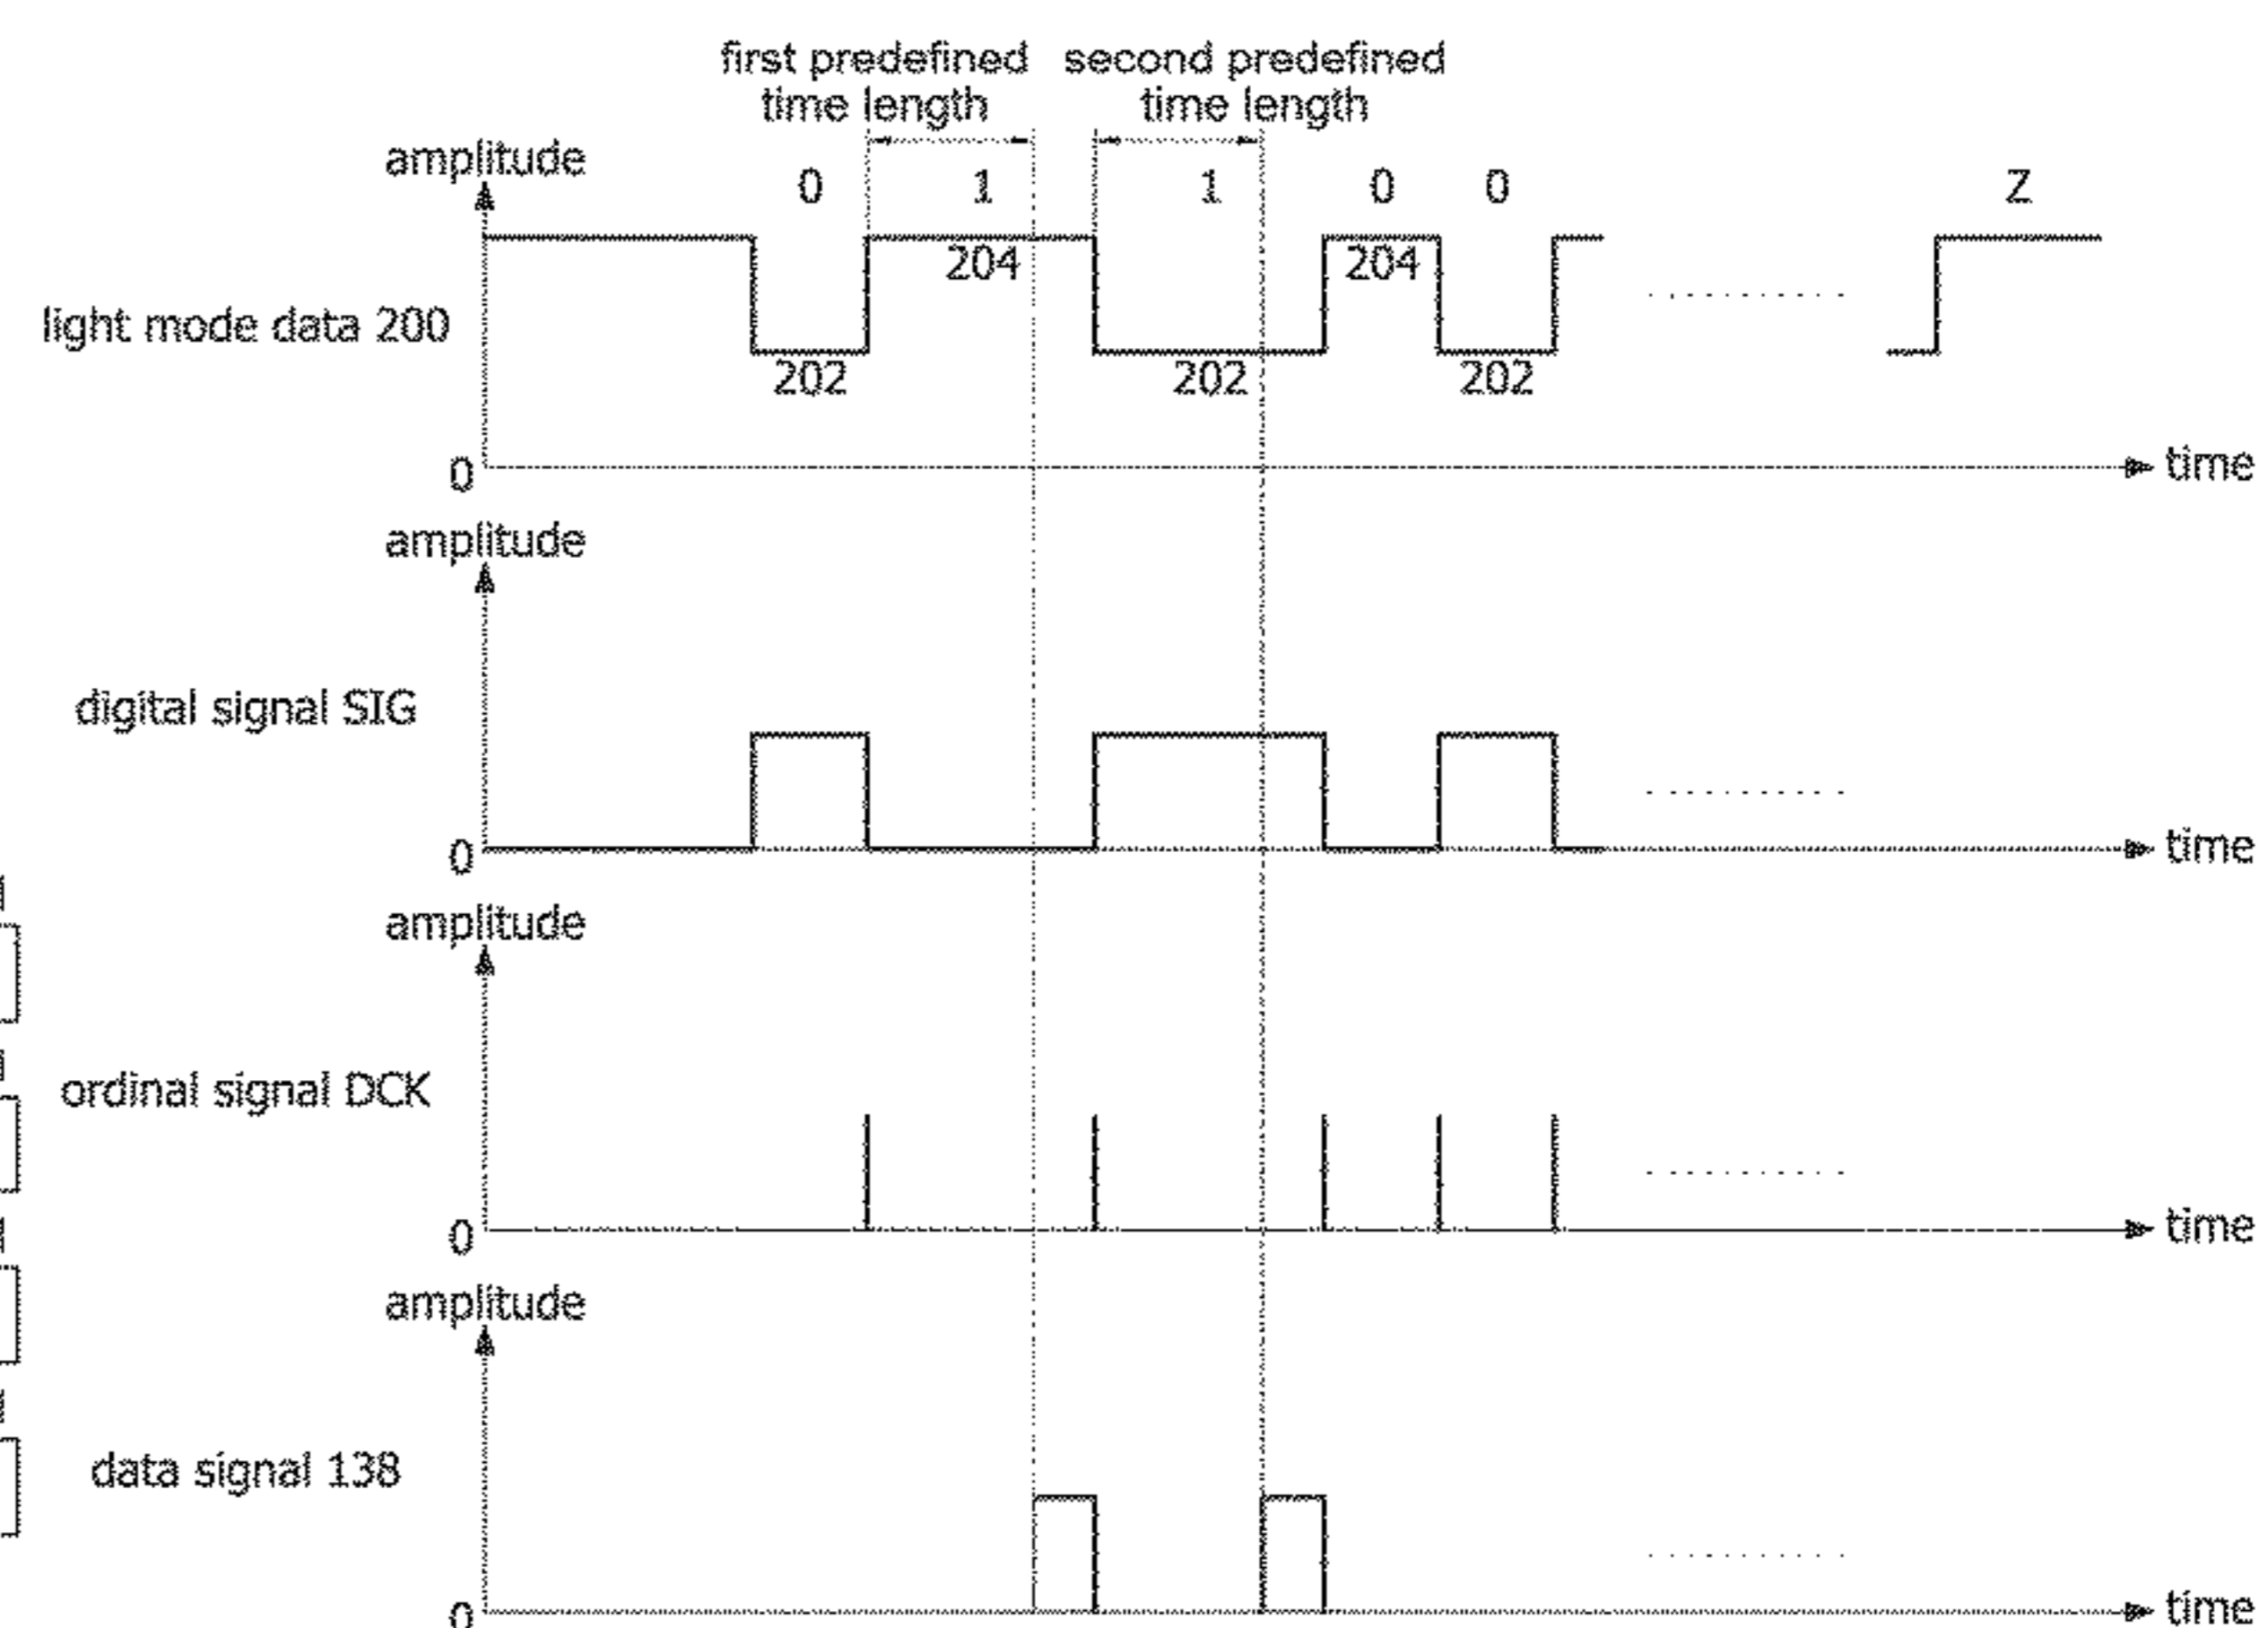 first predefined second predefined
time length time length
amplitude
0 1 1 0 0 Z
204 204
light mode data 200
202 202 202
0 time
amplitude
digital signal SIG
0 time
amplitude
ordinal signal DCK
0 time
amplitude
data signal 138
0 time